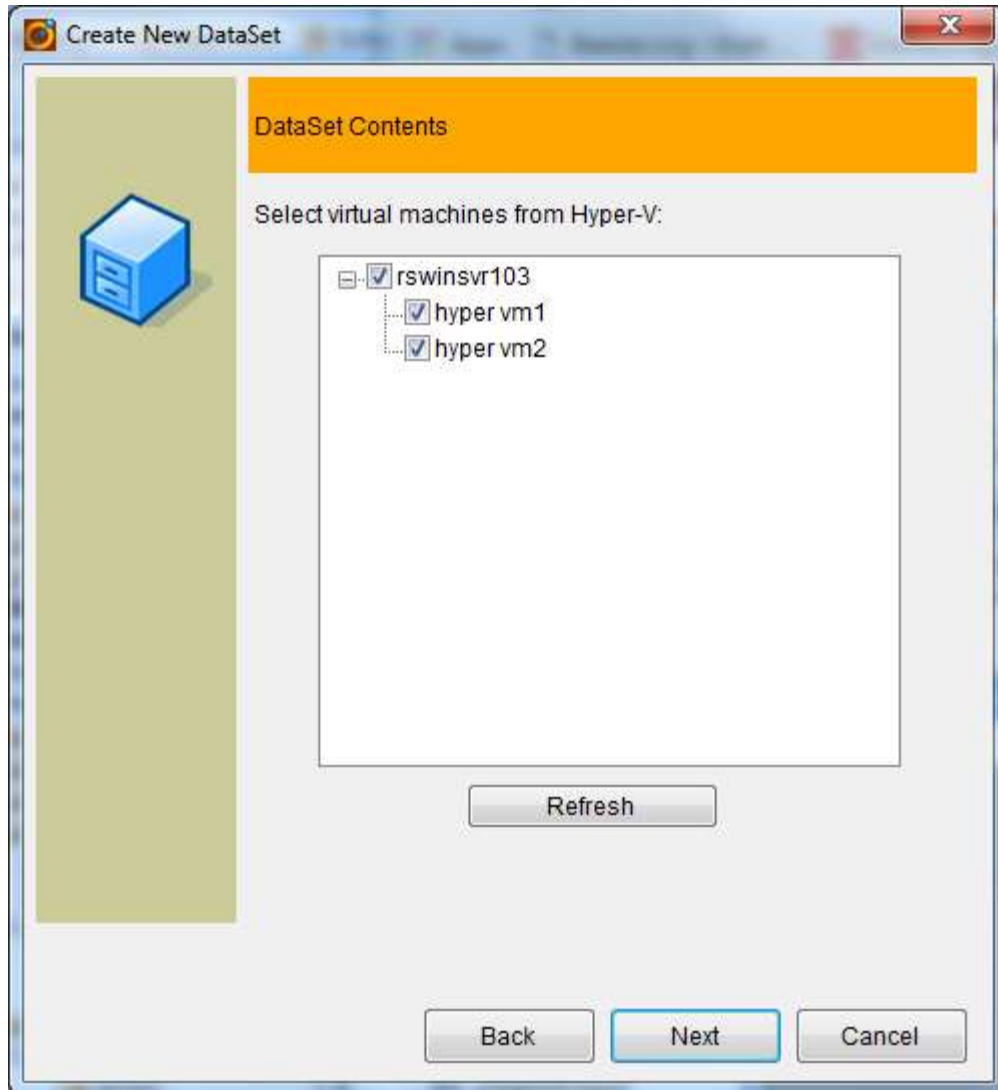 Create New DataSet
DataSet Contents
Select virtual machines from Hyper-V:
rswinsvr103
hyper vm1
hyper vm2
Refresh
Back
Next
Cancel